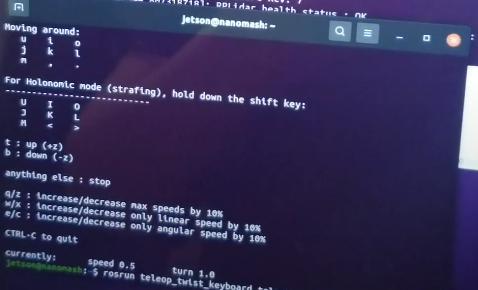 RPLidar health status : OK.
jetson@nanomash: ~
Moving around:
u i o
j k l
m , .
For Holonomic mode (strafing), hold down the shift key:
---------------------------
U I O
J K L
M < >
t : up (+z)
b : down (-z)
anything else : stop
q/z : increase/decrease max speeds by 10%
w/x : increase/decrease only linear speed by 10%
e/c : increase/decrease only angular speed by 10%
CTRL-C to quit
currently: speed 0.5 turn 1.0
jetson@nanomash:~$ rosrun teleop_twist_keyboard